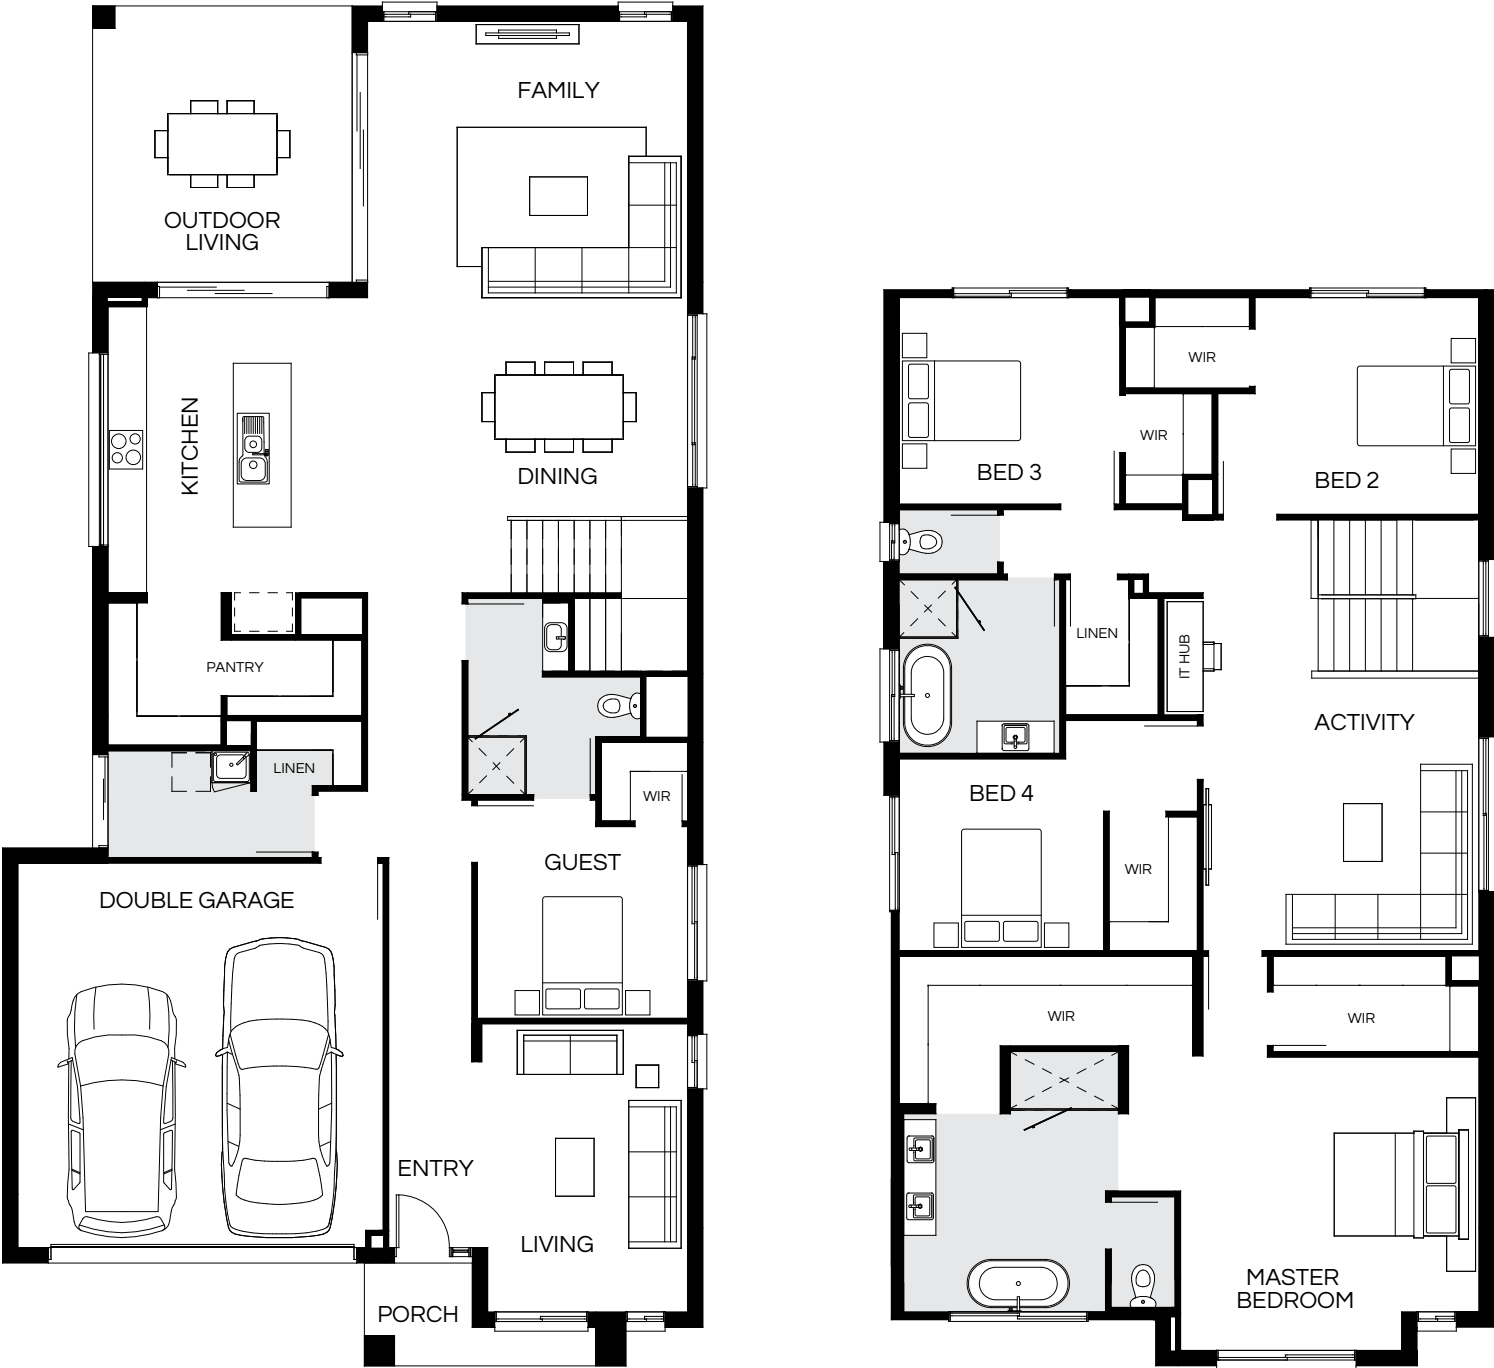 FAMILY
OUTDOOR
LIVING
KITCHEN
DINING
PANTRY
LINEN
WIR
GUEST
DOUBLE GARAGE
ENTRY
LIVING
PORCH
WIR
WIR
BED 3
BED 2
LINEN
IT HUB
ACTIVITY
BED 4
WIR
WIR
WIR
MASTER
BEDROOM